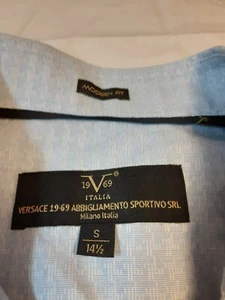 MODERN FIT
19 V 69 ®
ITALIA
VERSACE 19·69 ABBIGLIAMENTO SPORTIVO SRL
Milano Italia
S
14½